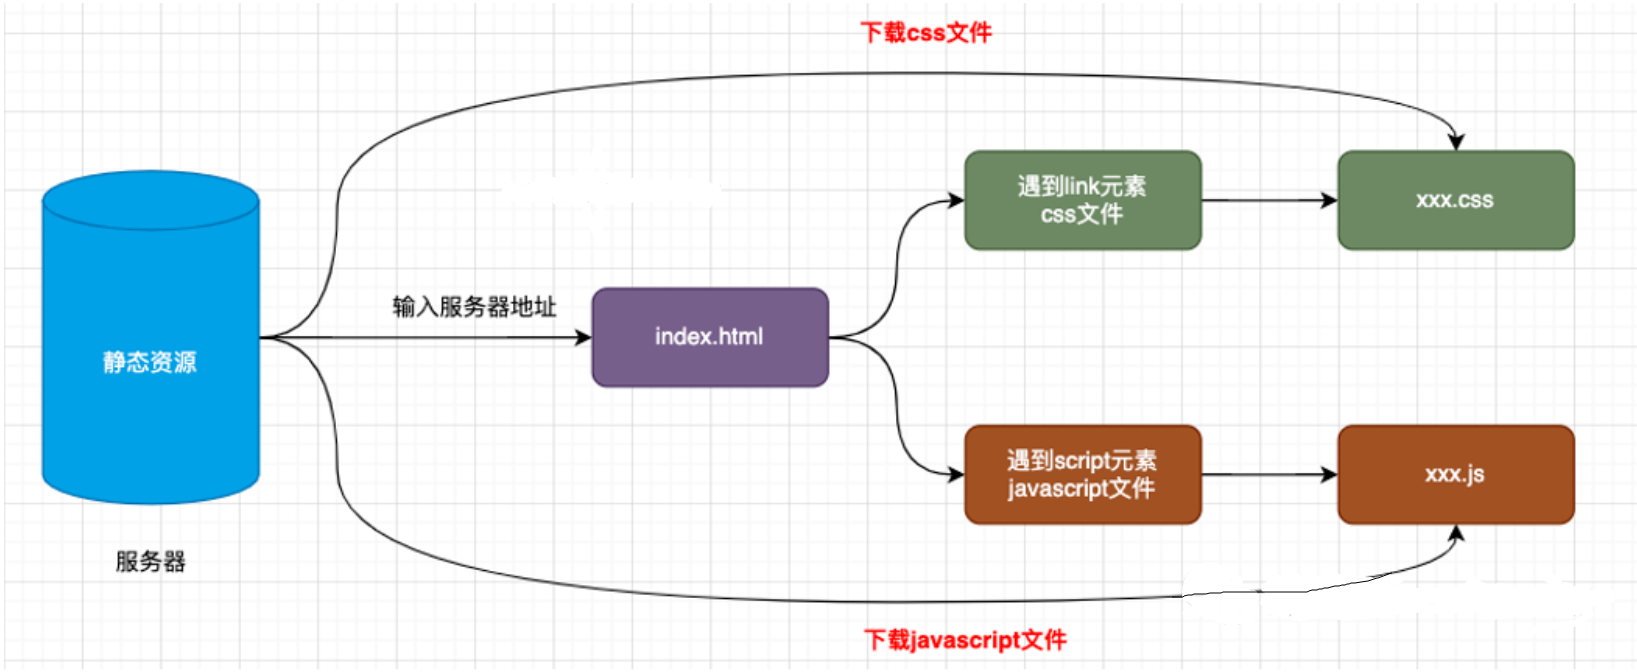 下载css文件
遇到link元素
css文件
xxx.css
输入服务器地址
index.html
静态资源
遇到script元素
javascript文件
xxx.js
服务器
下载javascript文件